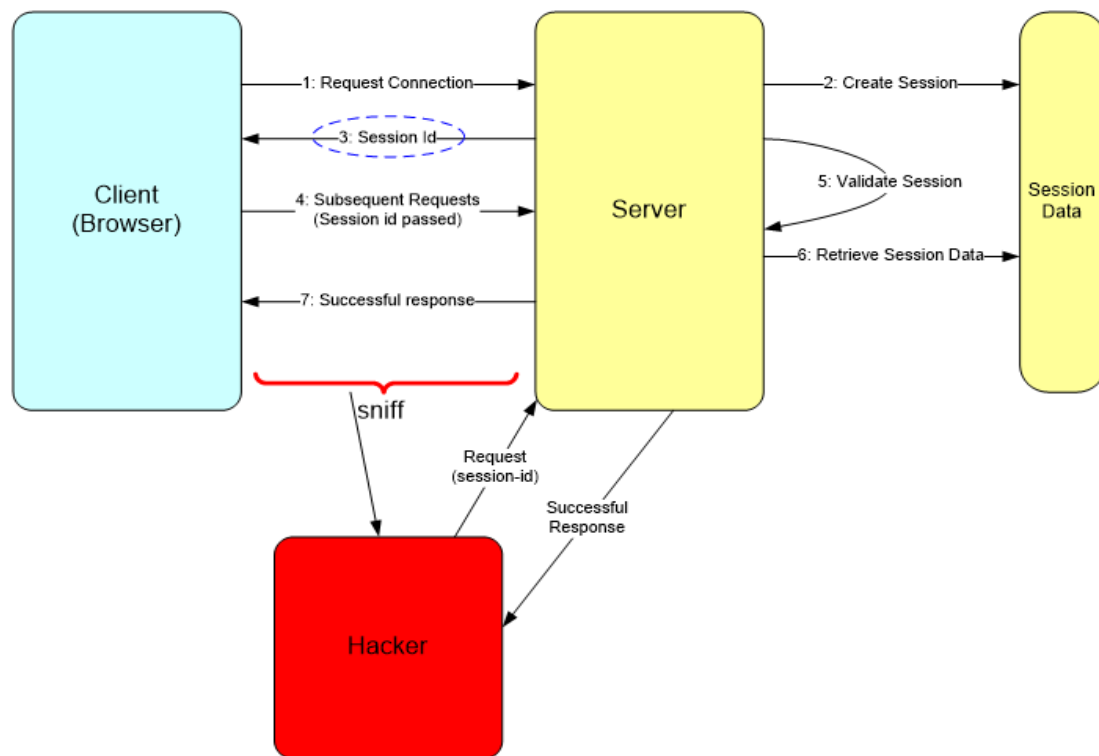 1: Request Connection
2: Create Session
3: Session Id
Client
(Browser)
4: Subsequent Requests
(Session id passed)
Server
5: Validate Session
Session
Data
6: Retrieve Session Data
7: Successful response
sniff
Request
(session-id)
Successful
Response
Hacker